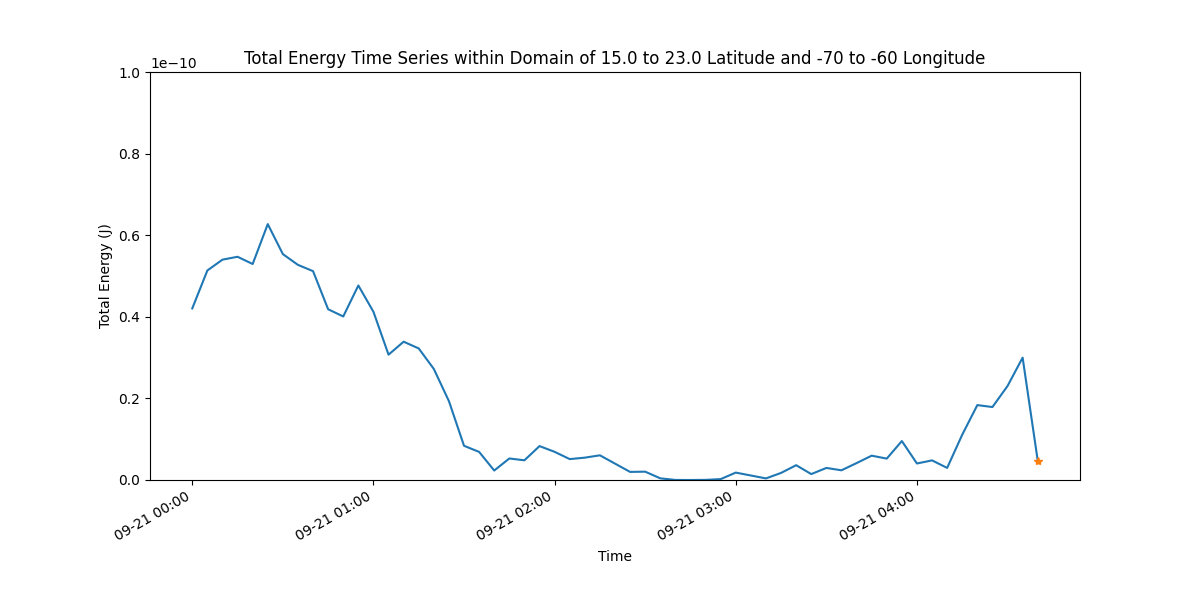 Total Energy Time Series within Domain of 15.0 to 23.0 Latitude and -70 to -60 Longitude
1e−10
1.0
0.8
0.6
0.4
0.2
0.0
Total Energy (J)
09-21 00:00
09-21 01:00
09-21 02:00
09-21 03:00
09-21 04:00
Time